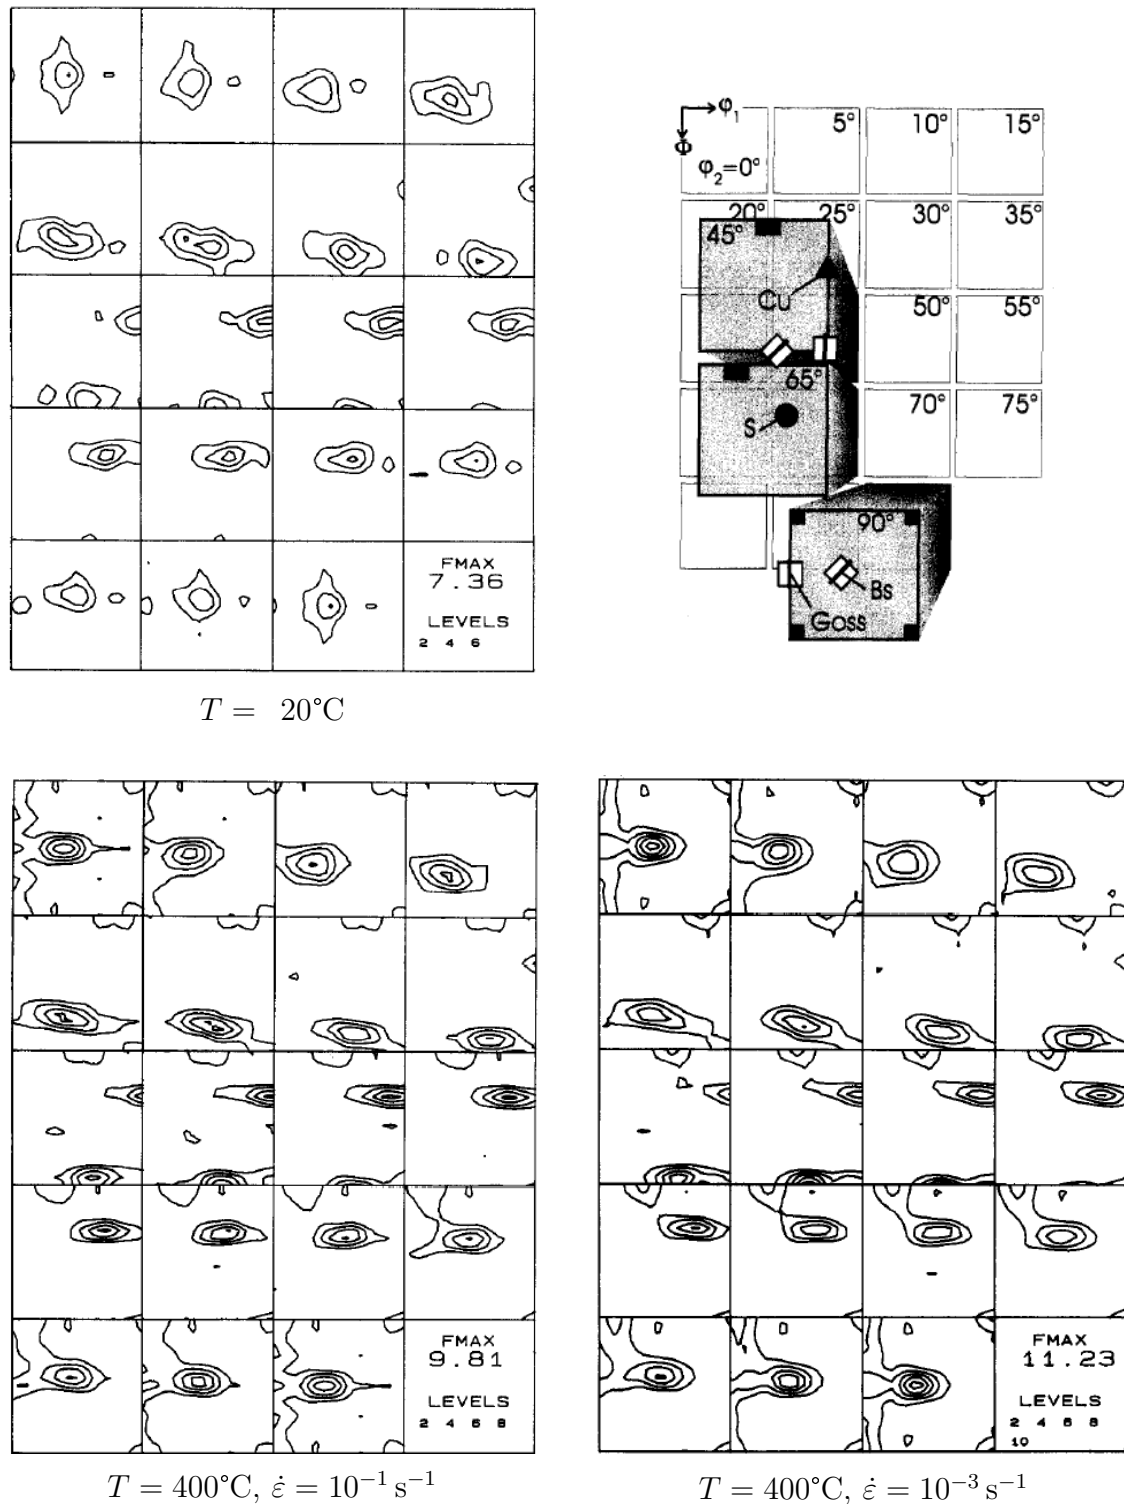 FMAX
7.36
LEVELS
2 4 6
T = 20°C
φ1
Φ
φ2=0°
5°
10°
15°
20°
25°
30°
35°
45°
Cu
50°
55°
65°
S
70°
75°
90°
Bs
Goss
FMAX
9.81
LEVELS
2 4 6 8
T = 400°C, ε̇ = 10⁻¹ s⁻¹
FMAX
11.23
LEVELS
2 4 6 8
10
T = 400°C, ε̇ = 10⁻³ s⁻¹